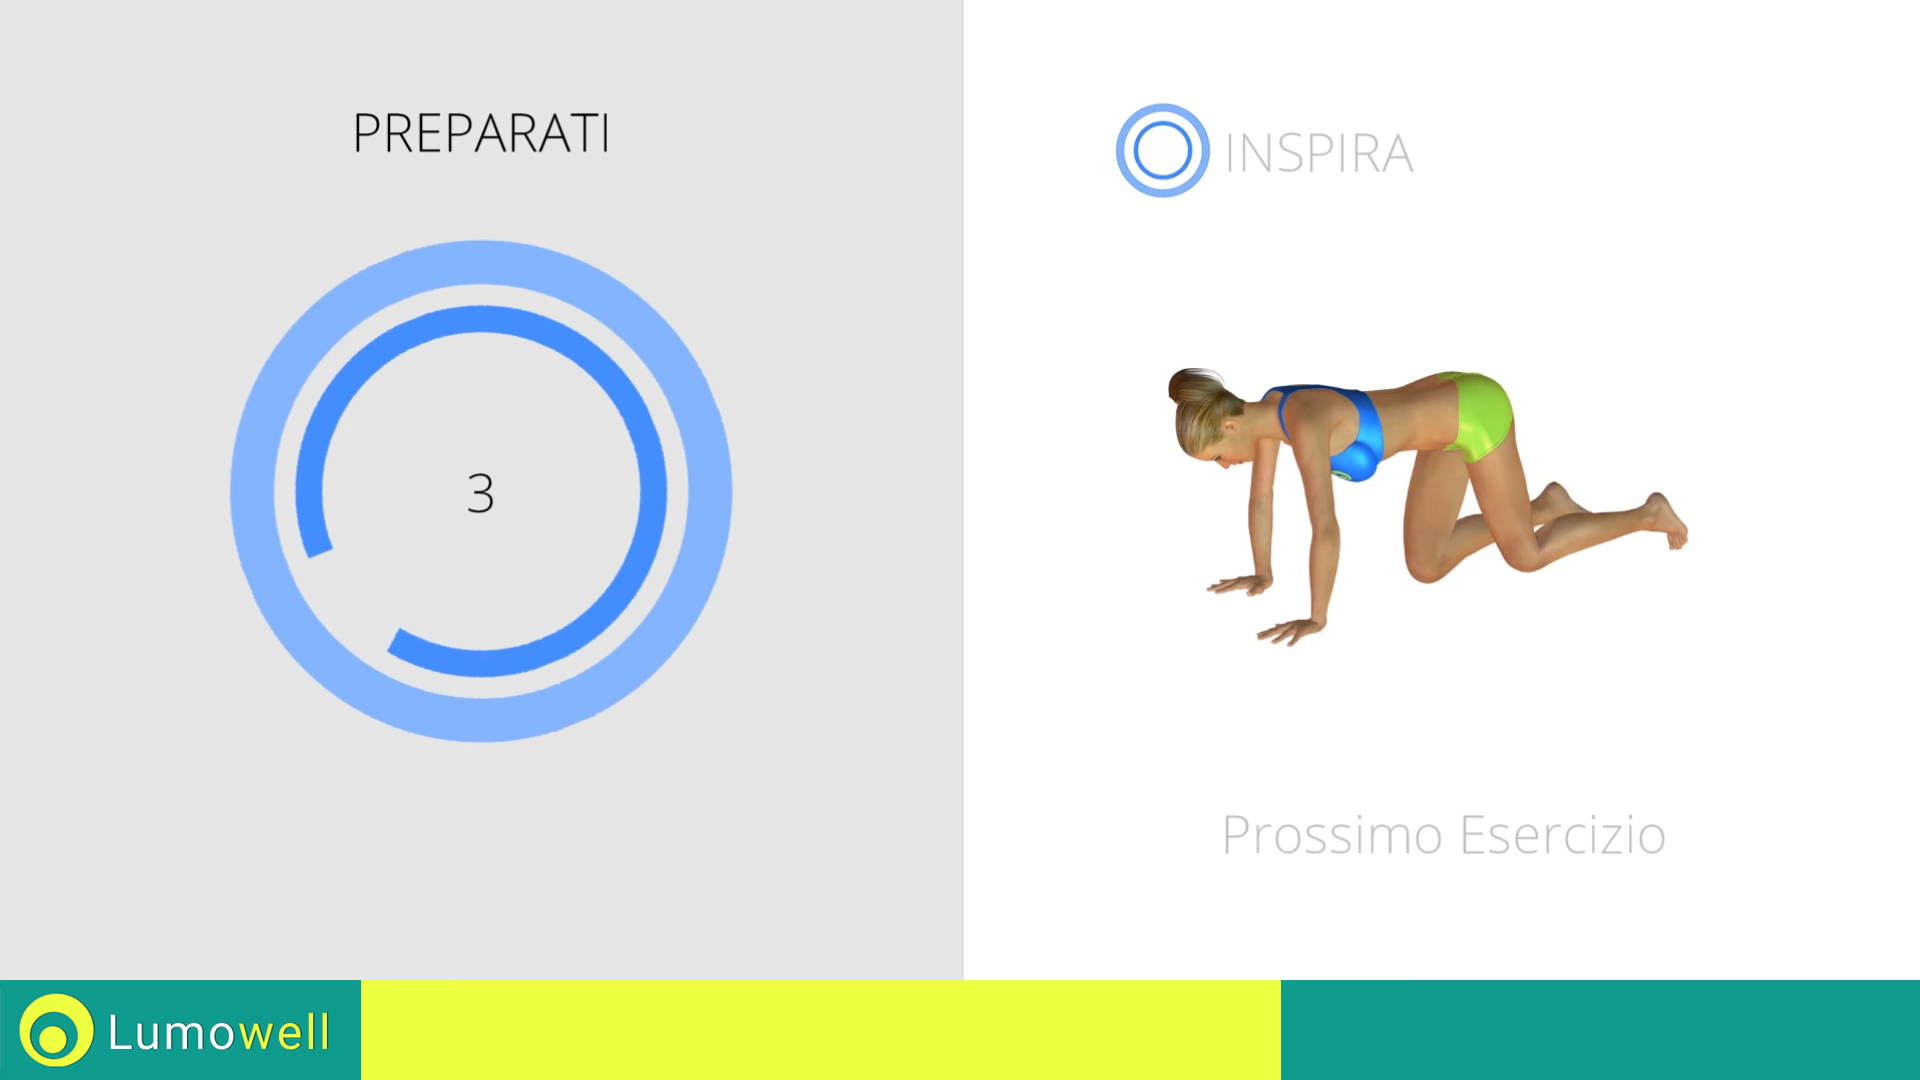 PREPARATI
3
INSPIRA
Prossimo Esercizio
Lumowell